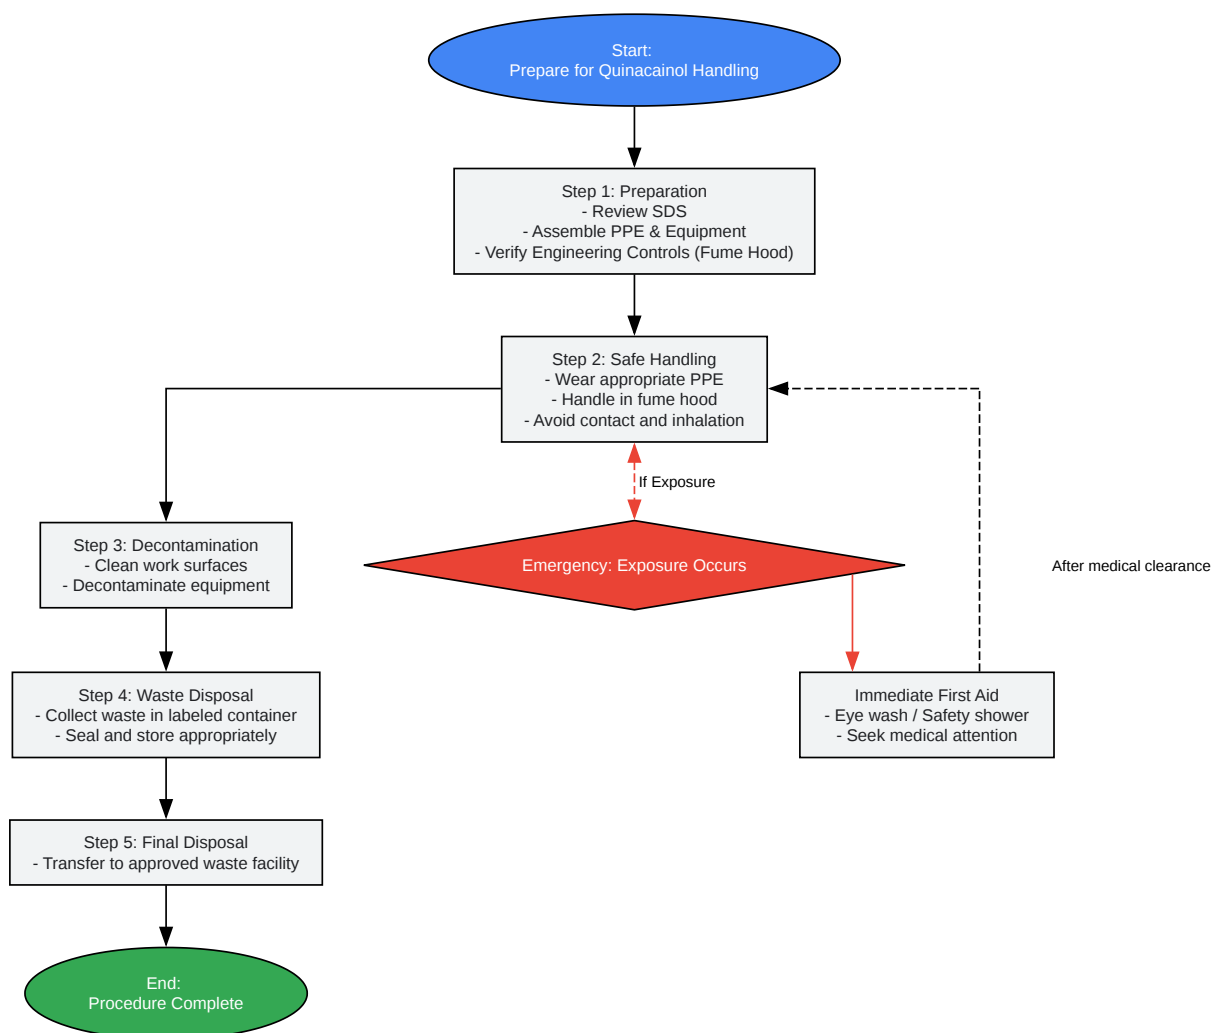 Start:
Prepare for Quinacainol Handling
Step 1: Preparation
- Review SDS
- Assemble PPE & Equipment
- Verify Engineering Controls (Fume Hood)
Step 2: Safe Handling
- Wear appropriate PPE
- Handle in fume hood
- Avoid contact and inhalation
If Exposure
Step 3: Decontamination
- Clean work surfaces
- Decontaminate equipment
Emergency: Exposure Occurs
After medical clearance
Step 4: Waste Disposal
- Collect waste in labeled container
- Seal and store appropriately
Immediate First Aid
- Eye wash / Safety shower
- Seek medical attention
Step 5: Final Disposal
- Transfer to approved waste facility
End:
Procedure Complete